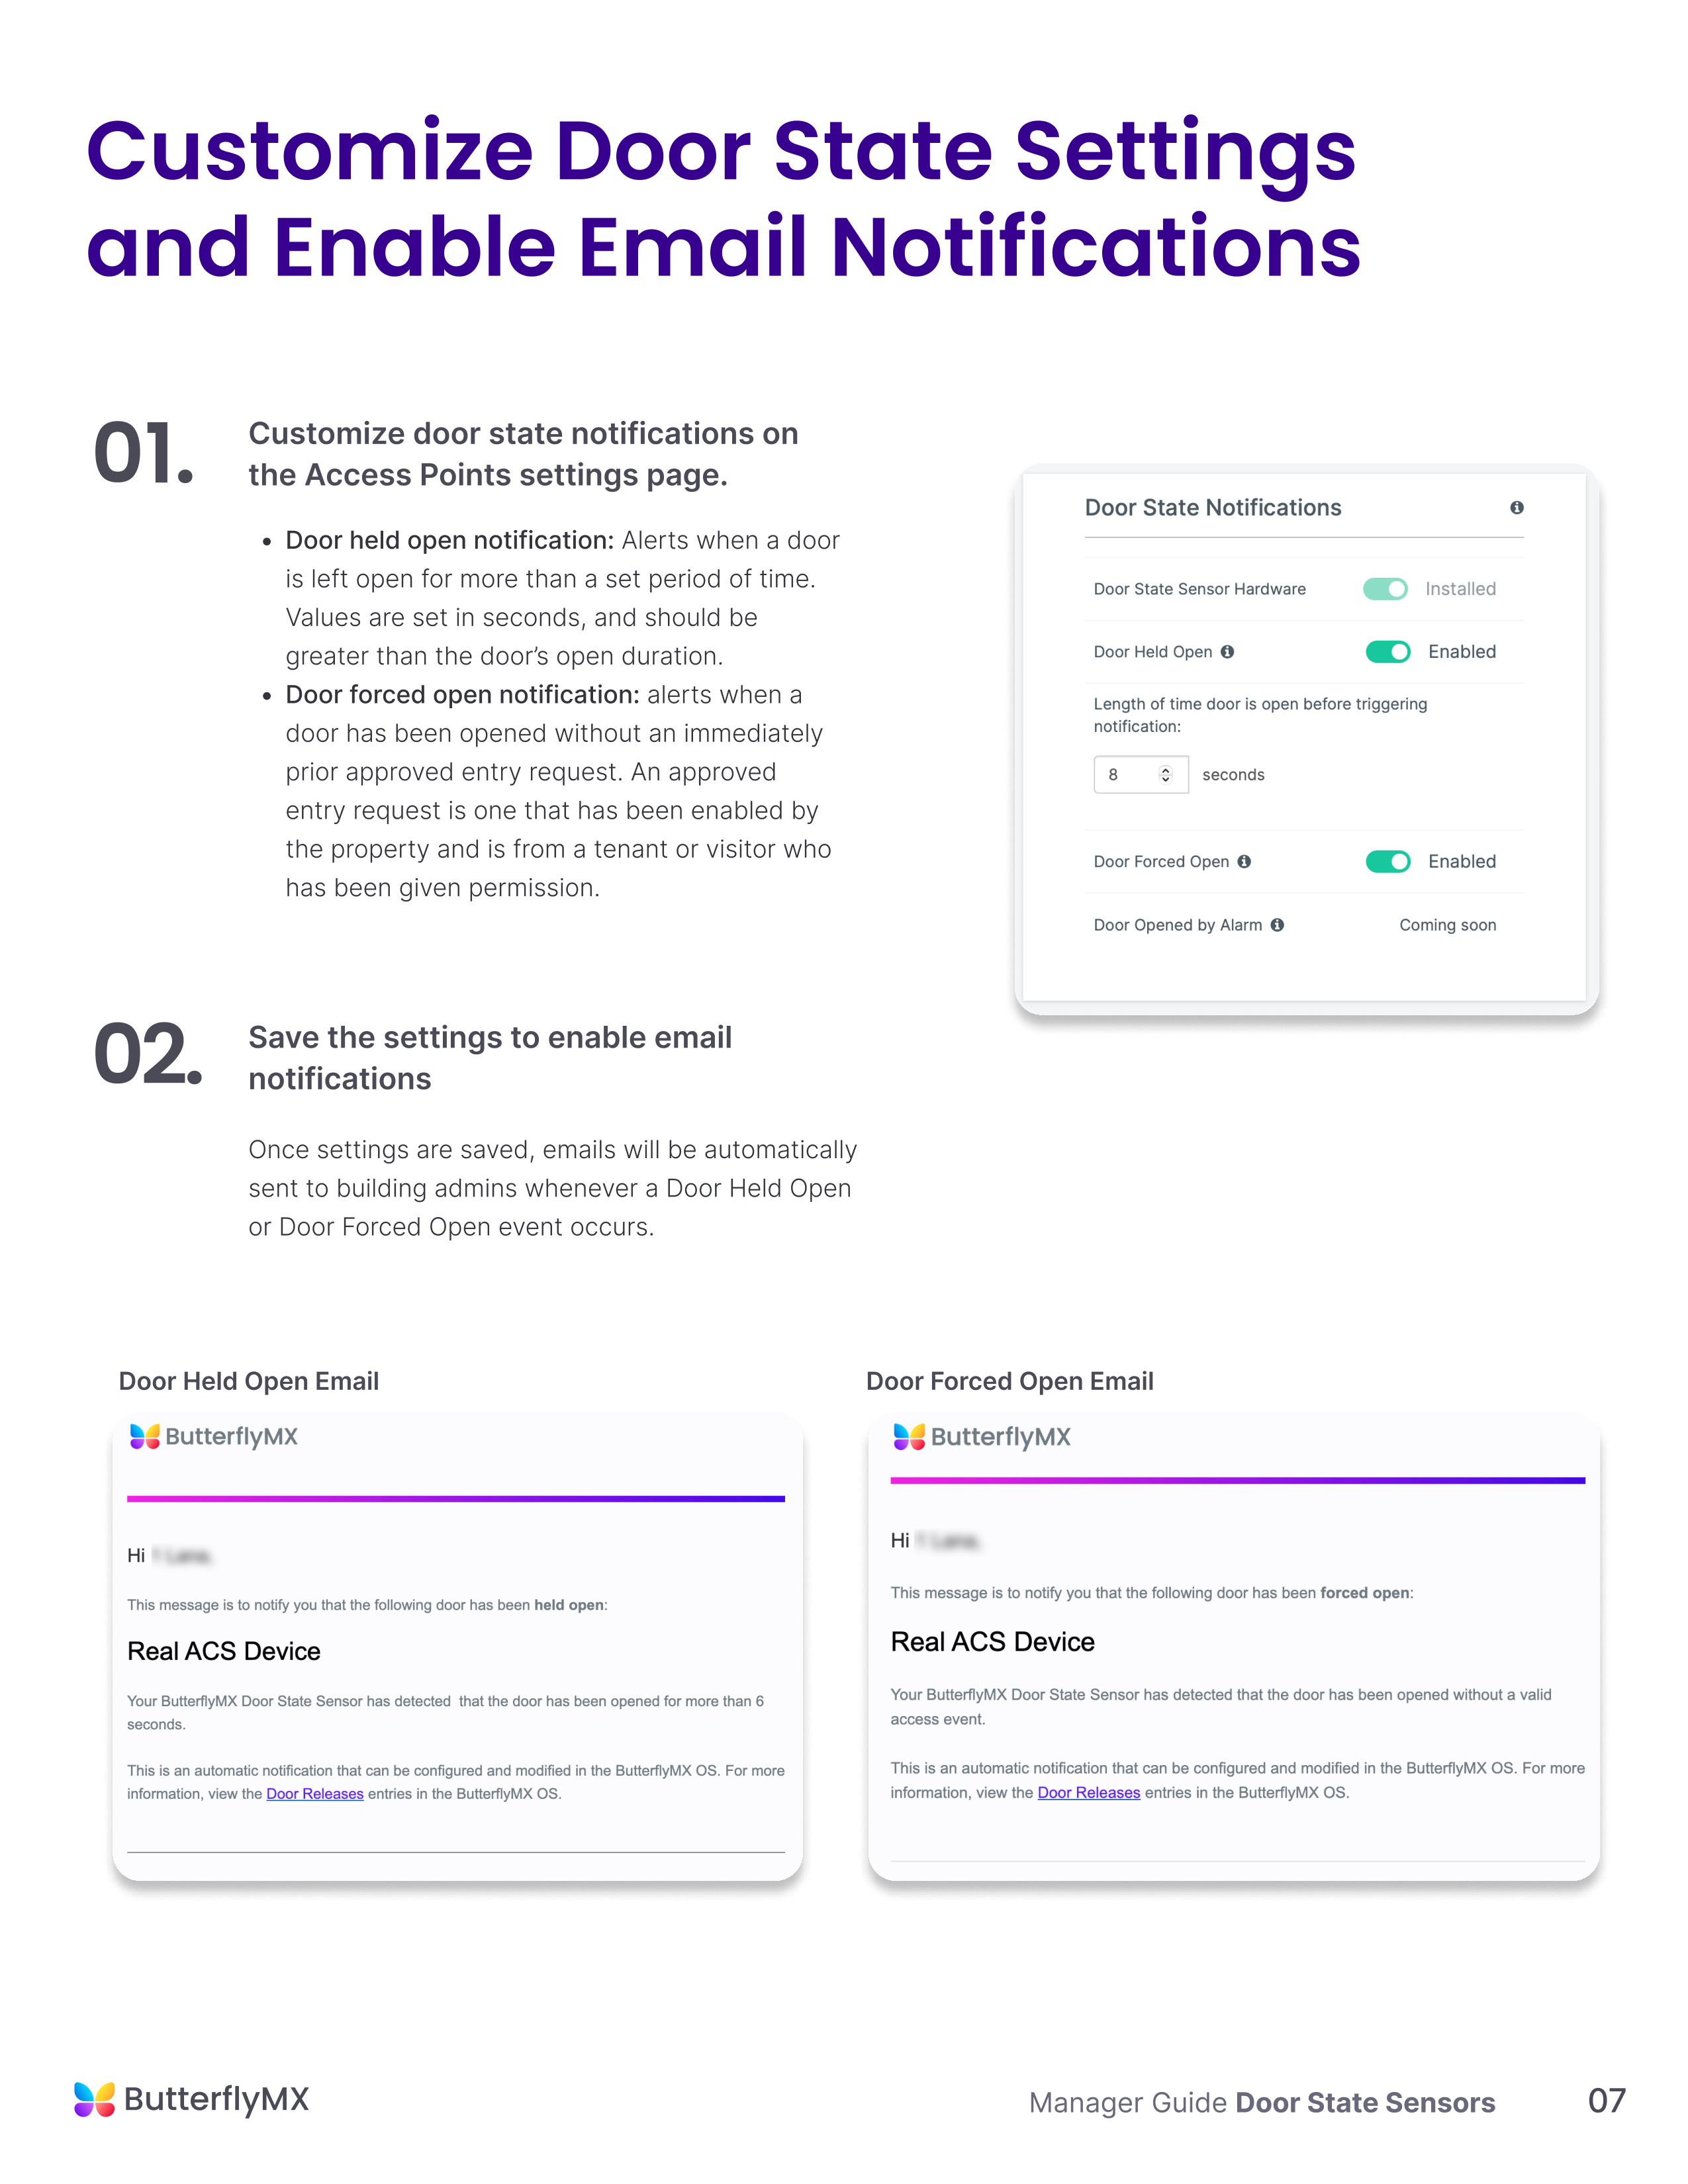 Customize Door State Settings
and Enable Email Notifications
01.
Customize door state notifications on
the Access Points settings page.
• Door held open notification: Alerts when a door
is left open for more than a set period of time.
Values are set in seconds, and should be
greater than the door’s open duration.
• Door forced open notification: alerts when a
door has been opened without an immediately
prior approved entry request. An approved
entry request is one that has been enabled by
the property and is from a tenant or visitor who
has been given permission.
Door State Notifications
Door State Sensor Hardware Installed
Door Held Open Enabled
Length of time door is open before triggering
notification:
8 seconds
Door Forced Open Enabled
Door Opened by Alarm Coming soon
02.
Save the settings to enable email
notifications
Once settings are saved, emails will be automatically
sent to building admins whenever a Door Held Open
or Door Forced Open event occurs.
Door Held Open Email
ButterflyMX
Hi
This message is to notify you that the following door has been held open:
Real ACS Device
Your ButterflyMX Door State Sensor has detected that the door has been opened for more than 6
seconds.
This is an automatic notification that can be configured and modified in the ButterflyMX OS. For more
information, view the Door Releases entries in the ButterflyMX OS.
Door Forced Open Email
ButterflyMX
Hi
This message is to notify you that the following door has been forced open:
Real ACS Device
Your ButterflyMX Door State Sensor has detected that the door has been opened without a valid
access event.
This is an automatic notification that can be configured and modified in the ButterflyMX OS. For more
information, view the Door Releases entries in the ButterflyMX OS.
ButterflyMX
Manager Guide Door State Sensors 07